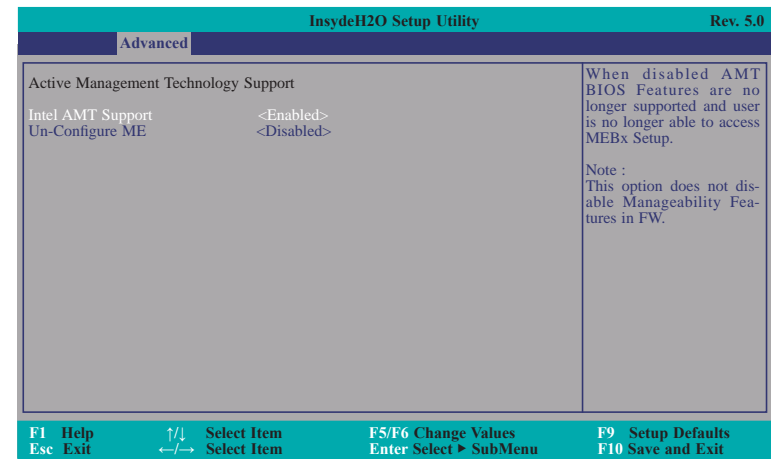 InsydeH2O Setup Utility Rev. 5.0
Advanced
Active Management Technology Support
Intel AMT Support <Enabled>
Un-Configure ME <Disabled>
When disabled AMT
BIOS Features are no
longer supported and user
is no longer able to access
MEBx Setup.
Note :
This option does not dis-
able Manageability Fea-
tures in FW.
F1 Help ↑/↓ Select Item F5/F6 Change Values F9 Setup Defaults
Esc Exit ←/→ Select Item Enter Select ▶ SubMenu F10 Save and Exit